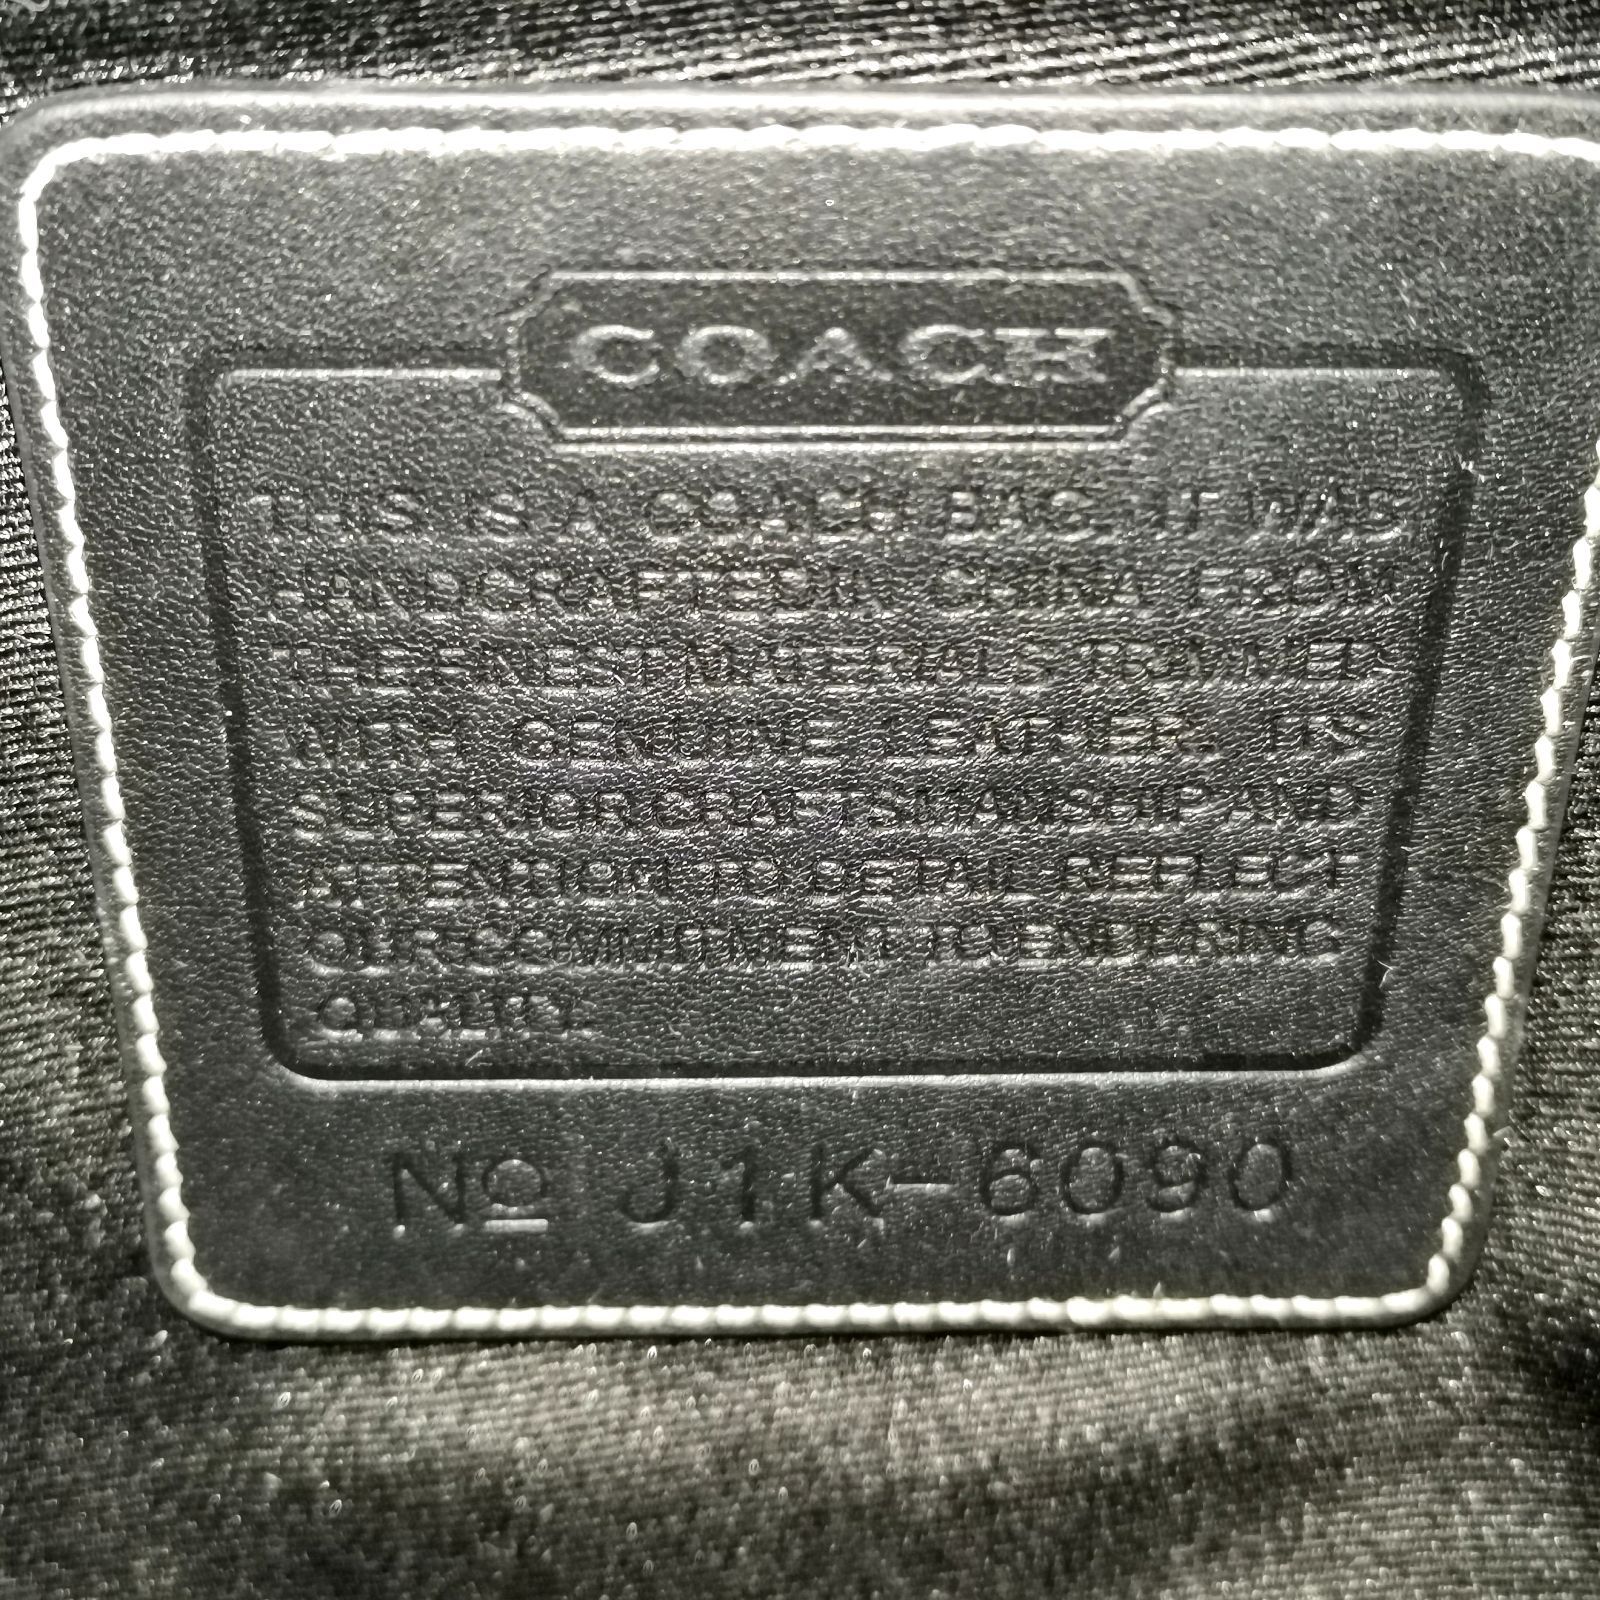 COACH
THIS IS A COACH BAG. IT WAS
HANDCRAFTED IN CHINA FROM
THE FINEST MATERIALS TRIMMED
WITH GENUINE LEATHER. ITS
SUPERIOR CRAFTSMANSHIP AND
ATTENTION TO DETAIL REFLECT
OUR COMMITMENT TO ENDURING
QUALITY.
Nº J1K-6090